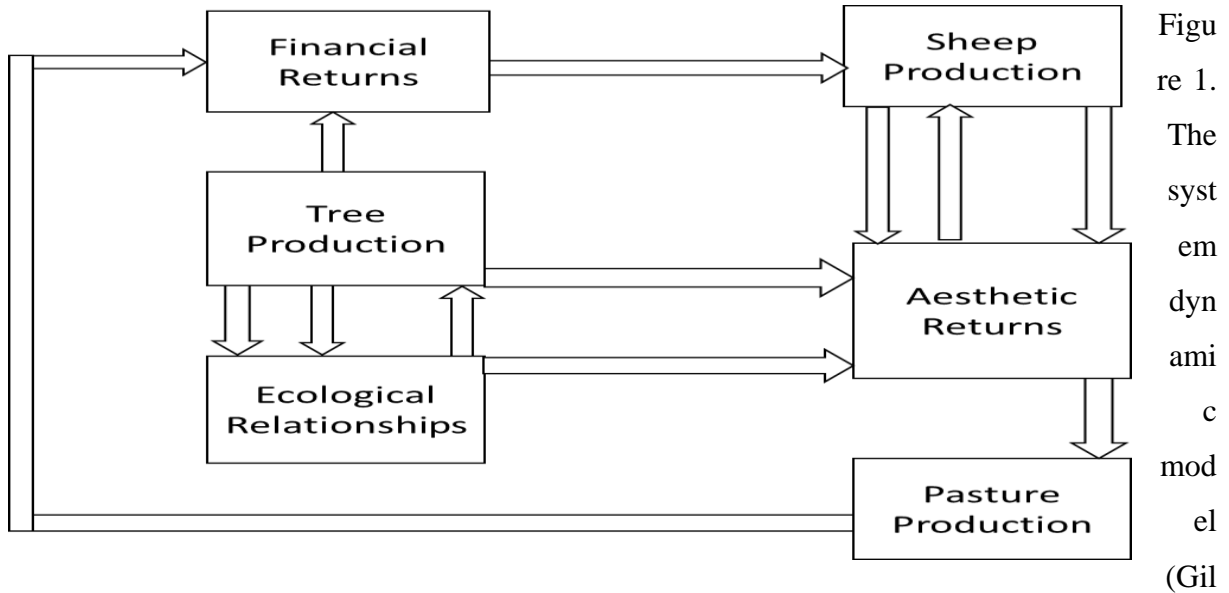 Financial
Returns
Sheep
Production
Tree
Production
Aesthetic
Returns
Ecological
Relationships
Pasture
Production
Figu
re 1.
The
syst
em
dyn
ami
c
mod
el
(Gil